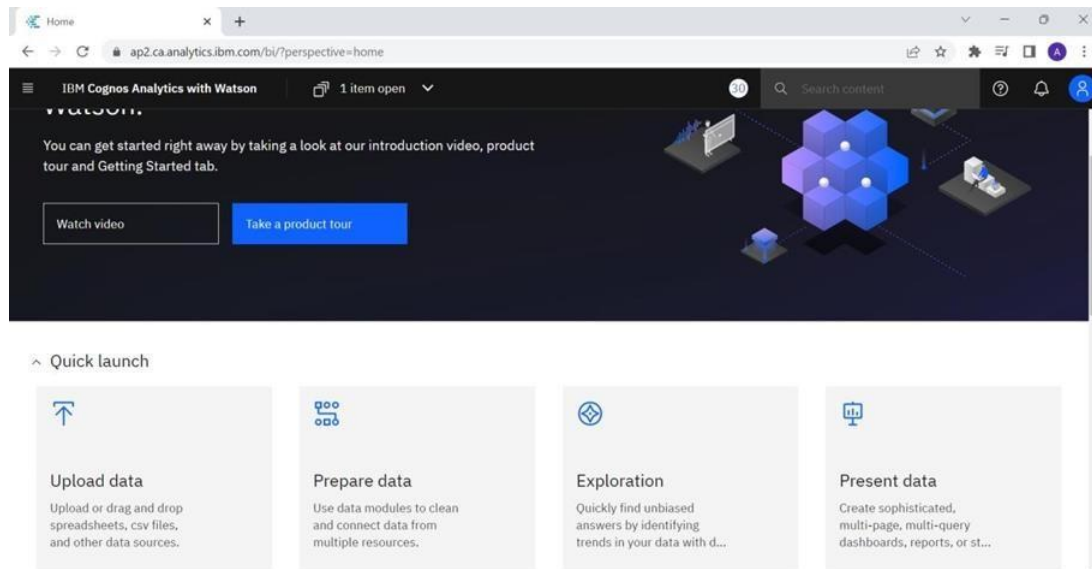 Home
ap2.ca.analytics.ibm.com/bi/?perspective=home
A
IBM Cognos Analytics with Watson
1 item open
30
Search content
Watson.
You can get started right away by taking a look at our introduction video, product
tour and Getting Started tab.
Watch video
Take a product tour
Quick launch
Upload data
Upload or drag and drop
spreadsheets, csv files,
and other data sources.
Prepare data
Use data modules to clean
and connect data from
multiple resources.
Exploration
Quickly find unbiased
answers by identifying
trends in your data with d...
Present data
Create sophisticated,
multi-page, multi-query
dashboards, reports, or st...